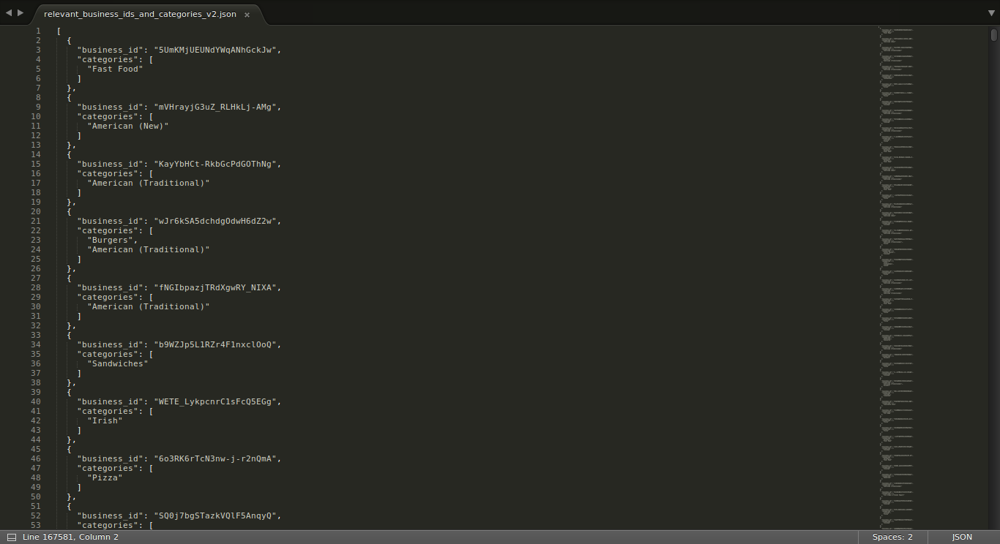 relevant_business_ids_and_categories_v2.json ×
1 [
2 {
3 "business_id": "5UmKMjUEUNdYWqANhGckJw",
4 "categories": [
5 "Fast Food"
6 ]
7 },
8 {
9 "business_id": "mVHrayjG3uZ_RLHkLj-AMg",
10 "categories": [
11 "American (New)"
12 ]
13 },
14 {
15 "business_id": "KayYbHCt-RkbGcPdGOThNg",
16 "categories": [
17 "American (Traditional)"
18 ]
19 },
20 {
21 "business_id": "wJr6kSA5dchdgOdwH6dZ2w",
22 "categories": [
23 "Burgers",
24 "American (Traditional)"
25 ]
26 },
27 {
28 "business_id": "fNGIbpazjTRdXgwRY_NIXA",
29 "categories": [
30 "American (Traditional)"
31 ]
32 },
33 {
34 "business_id": "b9WZJp5L1RZr4F1nxclOoQ",
35 "categories": [
36 "Sandwiches"
37 ]
38 },
39 {
40 "business_id": "WETE_LykpcnrC1sFcQ5EGg",
41 "categories": [
42 "Irish"
43 ]
44 },
45 {
46 "business_id": "6o3RK6rTcN3nw-j-r2nQmA",
47 "categories": [
48 "Pizza"
49 ]
50 },
51 {
52 "business_id": "SQ0j7bgSTazkVQlF5AnqyQ",
53 "categories": [
Line 167581, Column 2
Spaces: 2
JSON